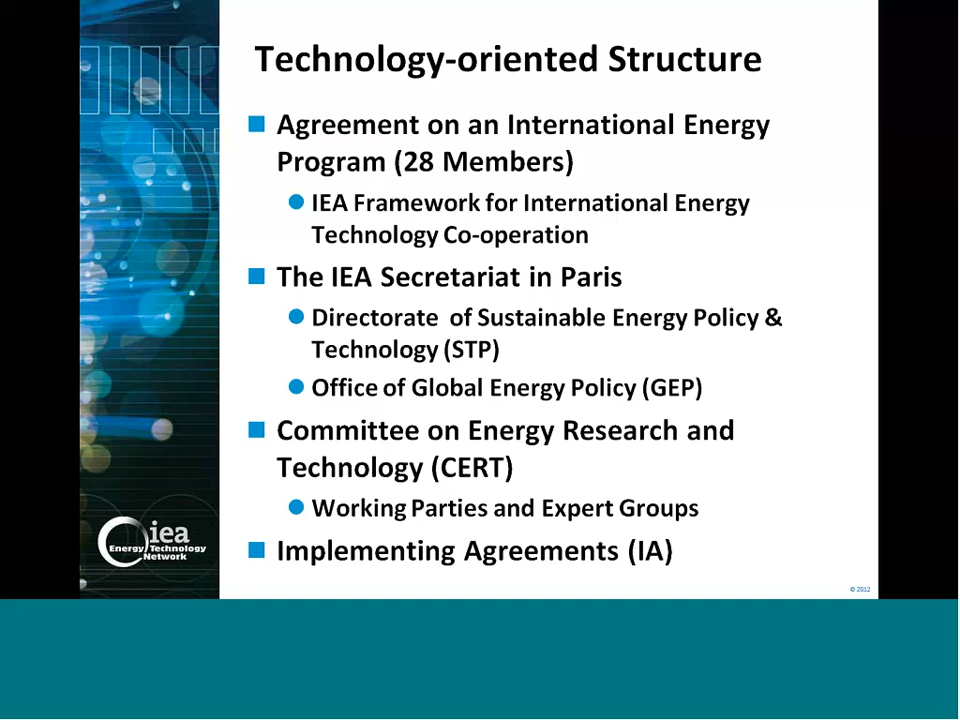 Technology-oriented Structure
Agreement on an International Energy
Program (28 Members)
IEA Framework for International Energy
Technology Co-operation
The IEA Secretariat in Paris
Directorate of Sustainable Energy Policy &
Technology (STP)
Office of Global Energy Policy (GEP)
Committee on Energy Research and
Technology (CERT)
Working Parties and Expert Groups
Implementing Agreements (IA)
iea
Energy Technology
Network
© 2012